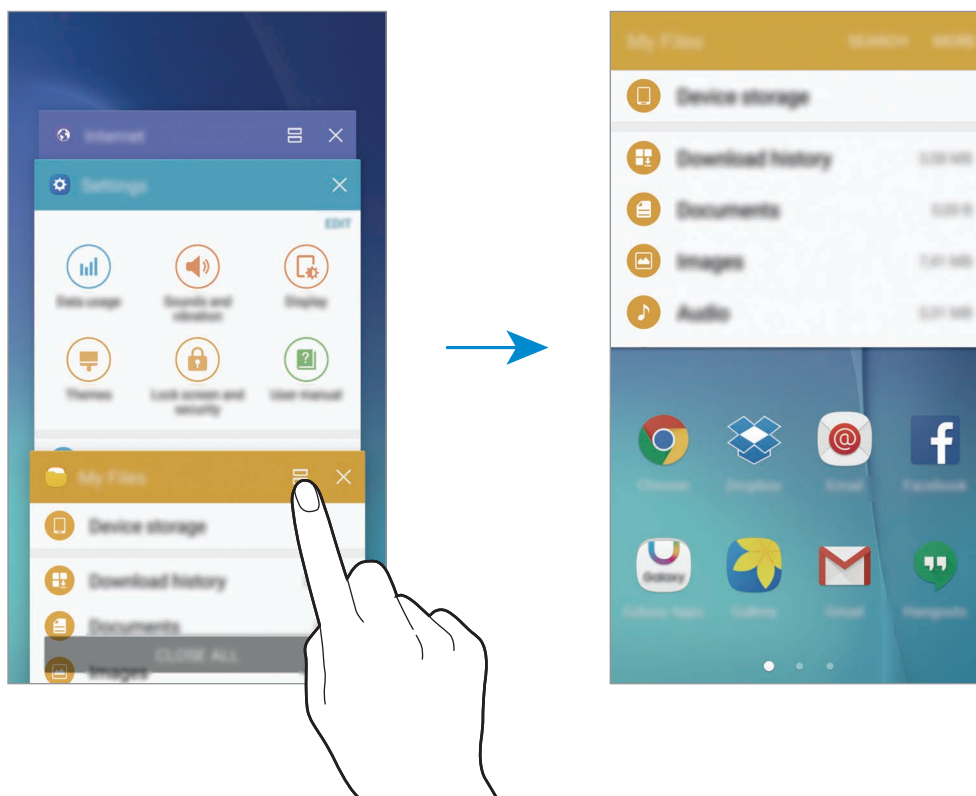 Internet
Settings
EDIT
Data usage
Sounds and
vibration
Display
Themes
Lock screen and
security
User manual
My Files
Device storage
Download history
Documents
Images
CLOSE ALL
My Files SEARCH MORE
Device storage
Download history
Documents
Images
Audio
Chrome Dropbox Email Facebook
Galaxy
Galaxy Apps Gallery Gmail Hangouts